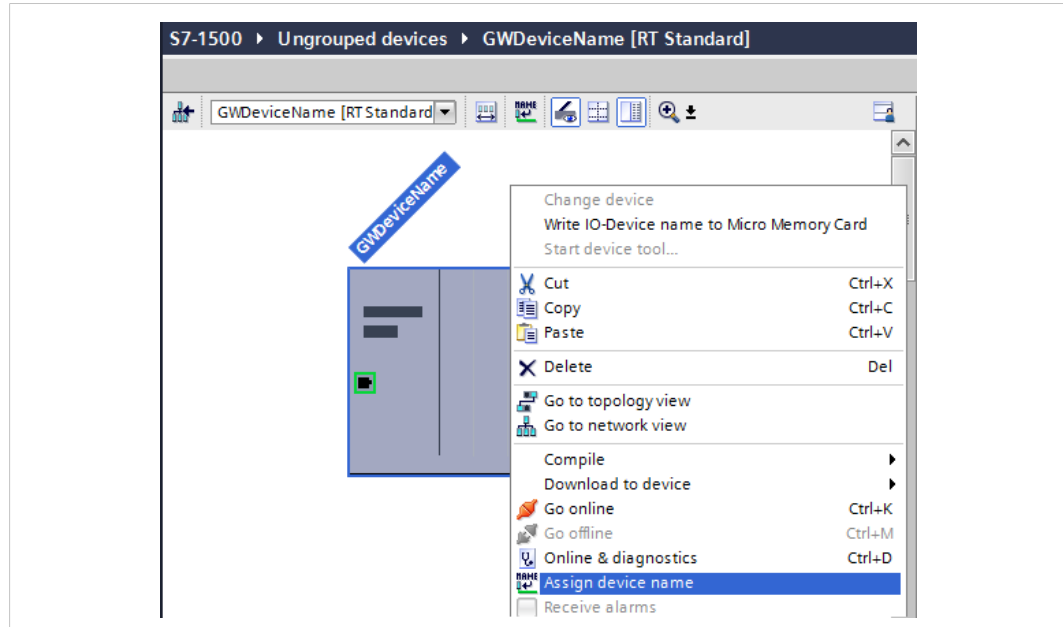 S7-1500 ▸ Ungrouped devices ▸ GWDeviceName [RT Standard]
GWDeviceName [RT Standard
NAME
GWDeviceName
Change device
Write IO-Device name to Micro Memory Card
Start device tool...
Cut Ctrl+X
Copy Ctrl+C
Paste Ctrl+V
Delete Del
Go to topology view
Go to network view
Compile
Download to device
Go online Ctrl+K
Go offline Ctrl+M
Online & diagnostics Ctrl+D
NAME Assign device name
Receive alarms